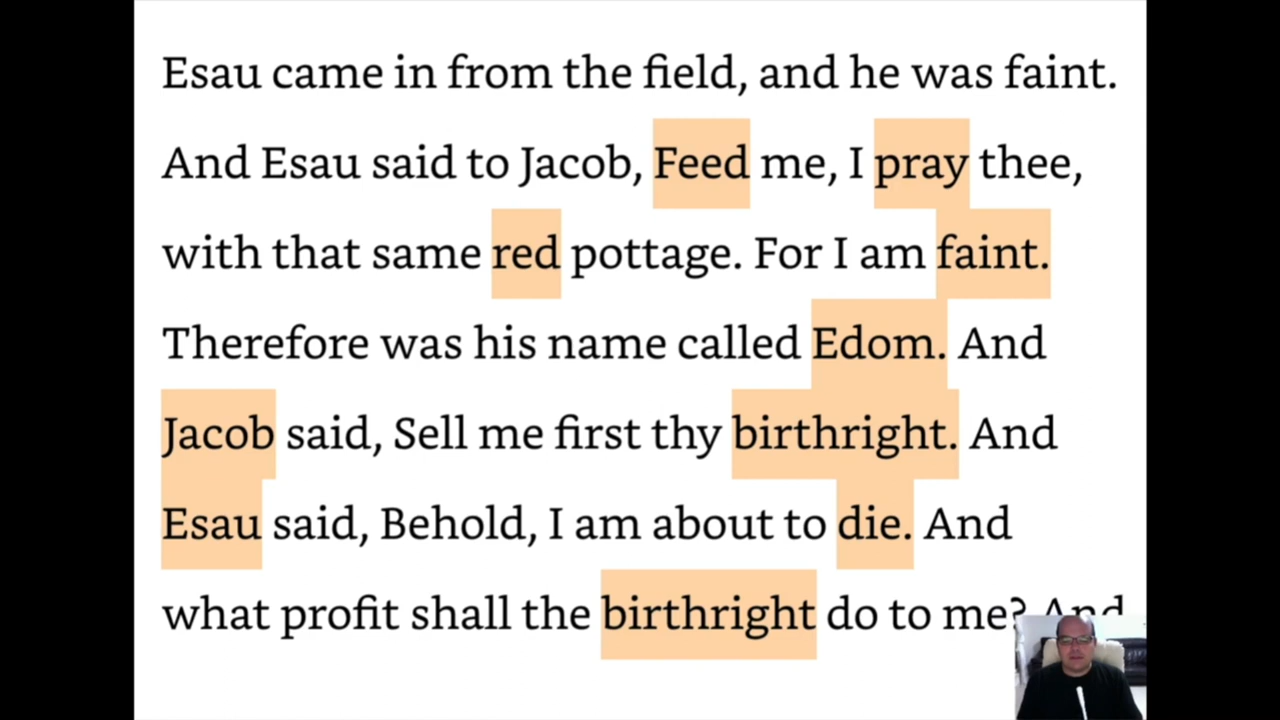 Esau came in from the field, and he was faint.
And Esau said to Jacob, Feed me, I pray thee,
with that same red pottage. For I am faint.
Therefore was his name called Edom. And
Jacob said, Sell me first thy birthright. And
Esau said, Behold, I am about to die. And
what profit shall the birthright do to me? And